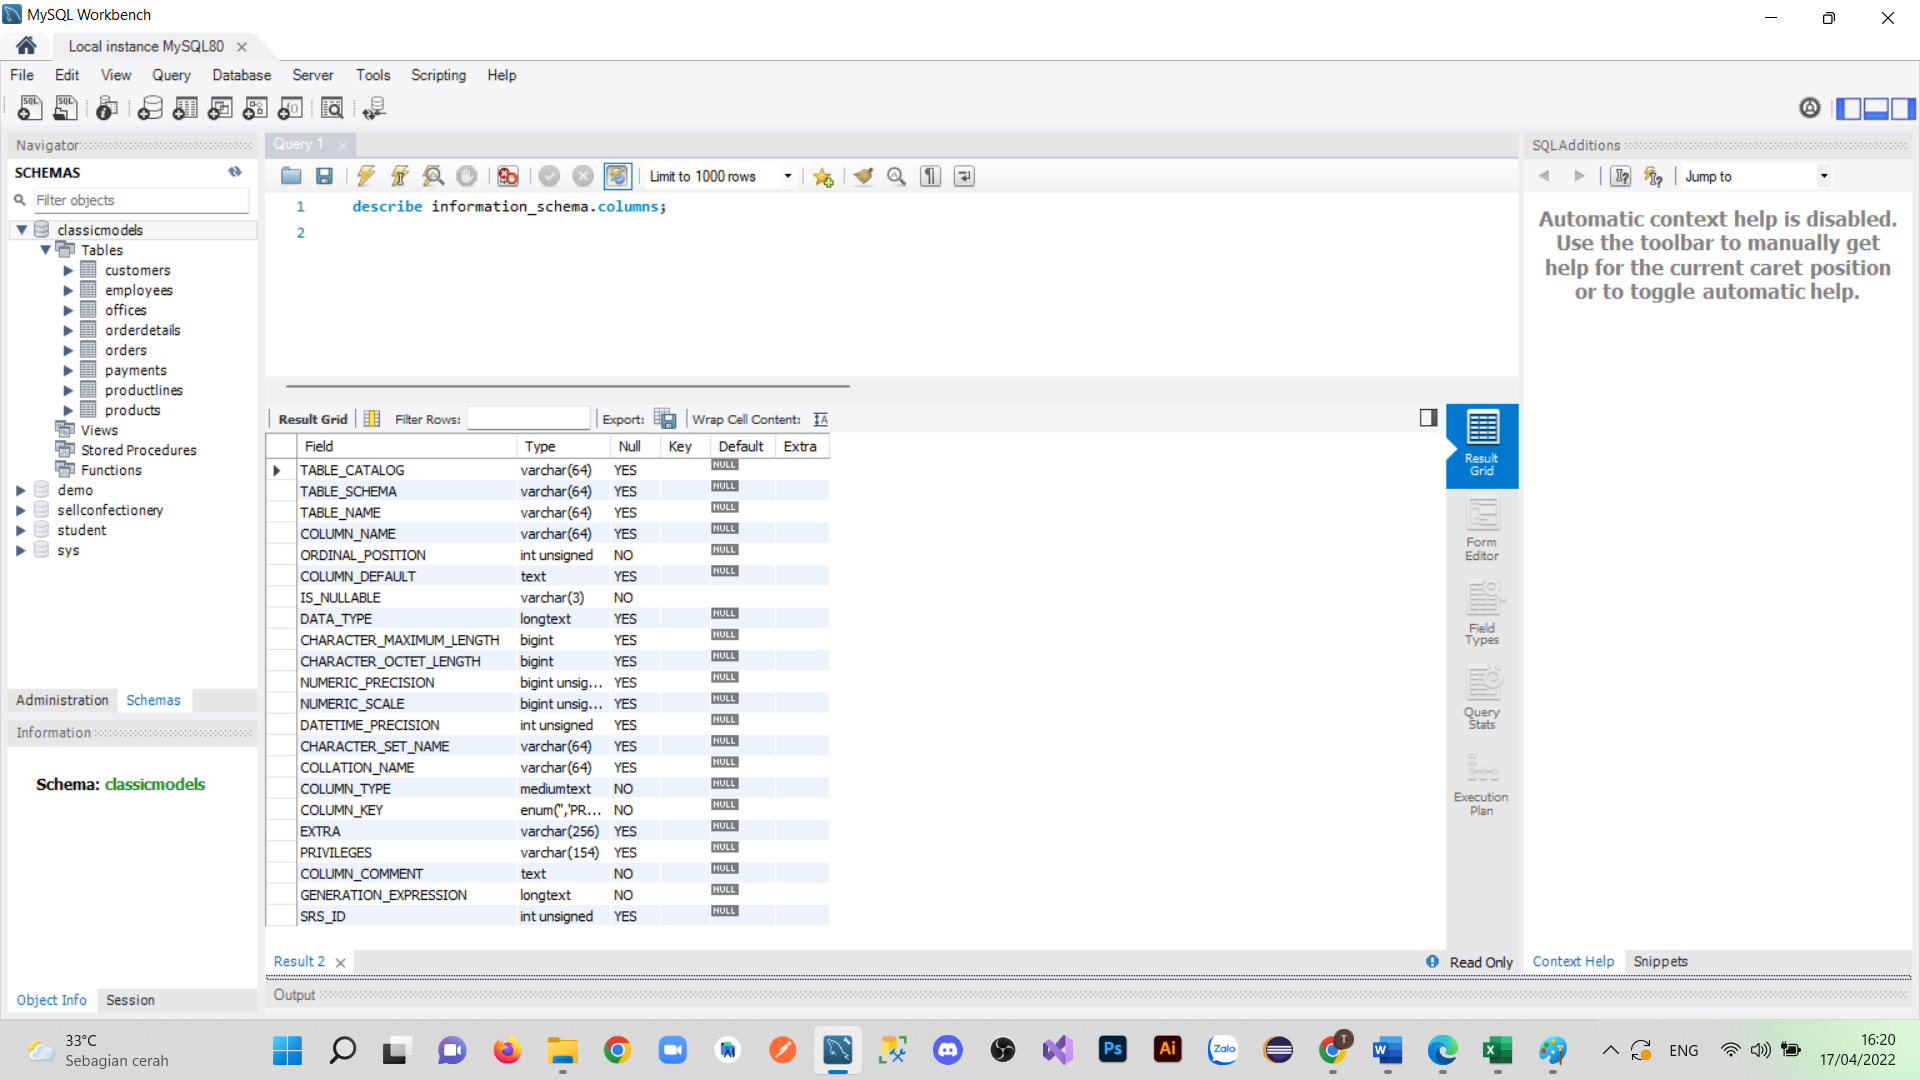 MySQL Workbench
Local instance MySQL80
File Edit View Query Database Server Tools Scripting Help
Navigator
SCHEMAS
Filter objects
classicmodels
Tables
customers
employees
offices
orderdetails
orders
payments
productlines
products
Views
Stored Procedures
Functions
demo
sellconfectionery
student
sys
Administration Schemas
Information
Schema: classicmodels
Object Info Session
Query 1
Limit to 1000 rows
1 describe information_schema.columns;
2
Result Grid Filter Rows: Export: Wrap Cell Content:
Field Type Null Key Default Extra
TABLE_CATALOG varchar(64) YES NULL
TABLE_SCHEMA varchar(64) YES NULL
TABLE_NAME varchar(64) YES NULL
COLUMN_NAME varchar(64) YES NULL
ORDINAL_POSITION int unsigned NO NULL
COLUMN_DEFAULT text YES NULL
IS_NULLABLE varchar(3) NO
DATA_TYPE longtext YES NULL
CHARACTER_MAXIMUM_LENGTH bigint YES NULL
CHARACTER_OCTET_LENGTH bigint YES NULL
NUMERIC_PRECISION bigint unsig... YES NULL
NUMERIC_SCALE bigint unsig... YES NULL
DATETIME_PRECISION int unsigned YES NULL
CHARACTER_SET_NAME varchar(64) YES NULL
COLLATION_NAME varchar(64) YES NULL
COLUMN_TYPE mediumtext NO NULL
COLUMN_KEY enum('','PR... NO NULL
EXTRA varchar(256) YES NULL
PRIVILEGES varchar(154) YES NULL
COLUMN_COMMENT text NO NULL
GENERATION_EXPRESSION longtext NO NULL
SRS_ID int unsigned YES NULL
Result
Grid
Form
Editor
Field
Types
Query
Stats
Execution
Plan
Result 2
Read Only
Output
SQLAdditions
Jump to
Automatic context help is disabled.
Use the toolbar to manually get
help for the current caret position
or to toggle automatic help.
Context Help Snippets
33°C
Sebagian cerah
Ps
Ai
Zalo
T
ENG
16:20
17/04/2022